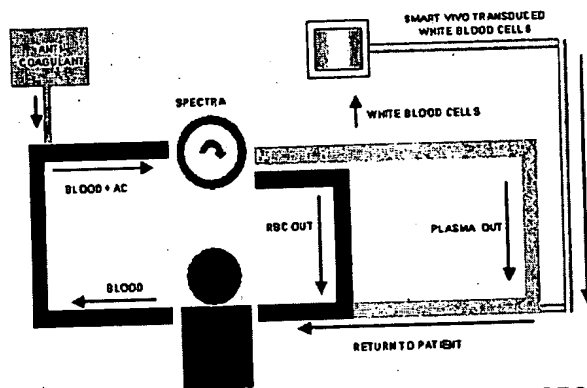 SMART VIVO TRANSDUCED
WHITE BLOOD CELLS
ANTI
COAGULANT
SPECTRA
WHITE BLOOD CELLS
BLOOD + AC
RBC OUT
PLASMA OUT
BLOOD
RETURN TO PATIENT